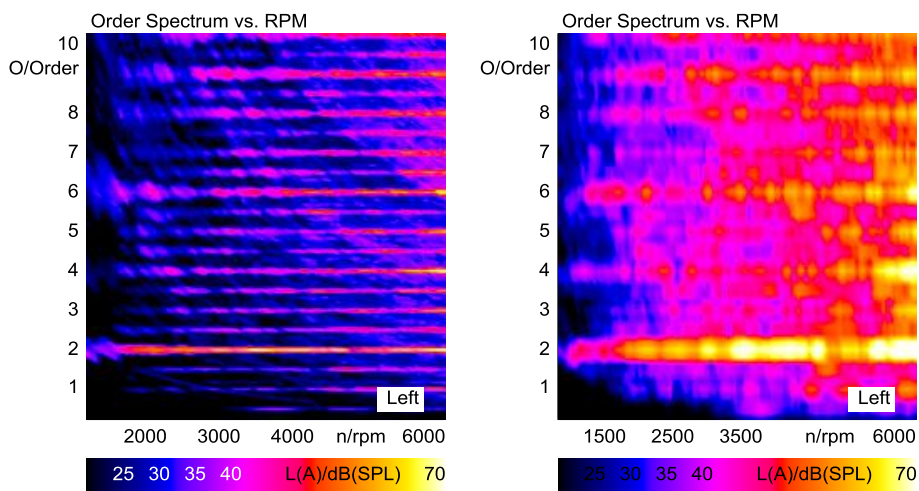 Order Spectrum vs. RPM
10
O/Order
8
7
6
5
4
3
2
1
Left
2000 3000 4000 n/rpm 6000
25 30 35 40 L(A)/dB(SPL) 70
Order Spectrum vs. RPM
10
O/Order
8
7
6
5
4
3
2
1
Left
1500 2500 3500 n/rpm 6000
25 30 35 40 L(A)/dB(SPL) 70